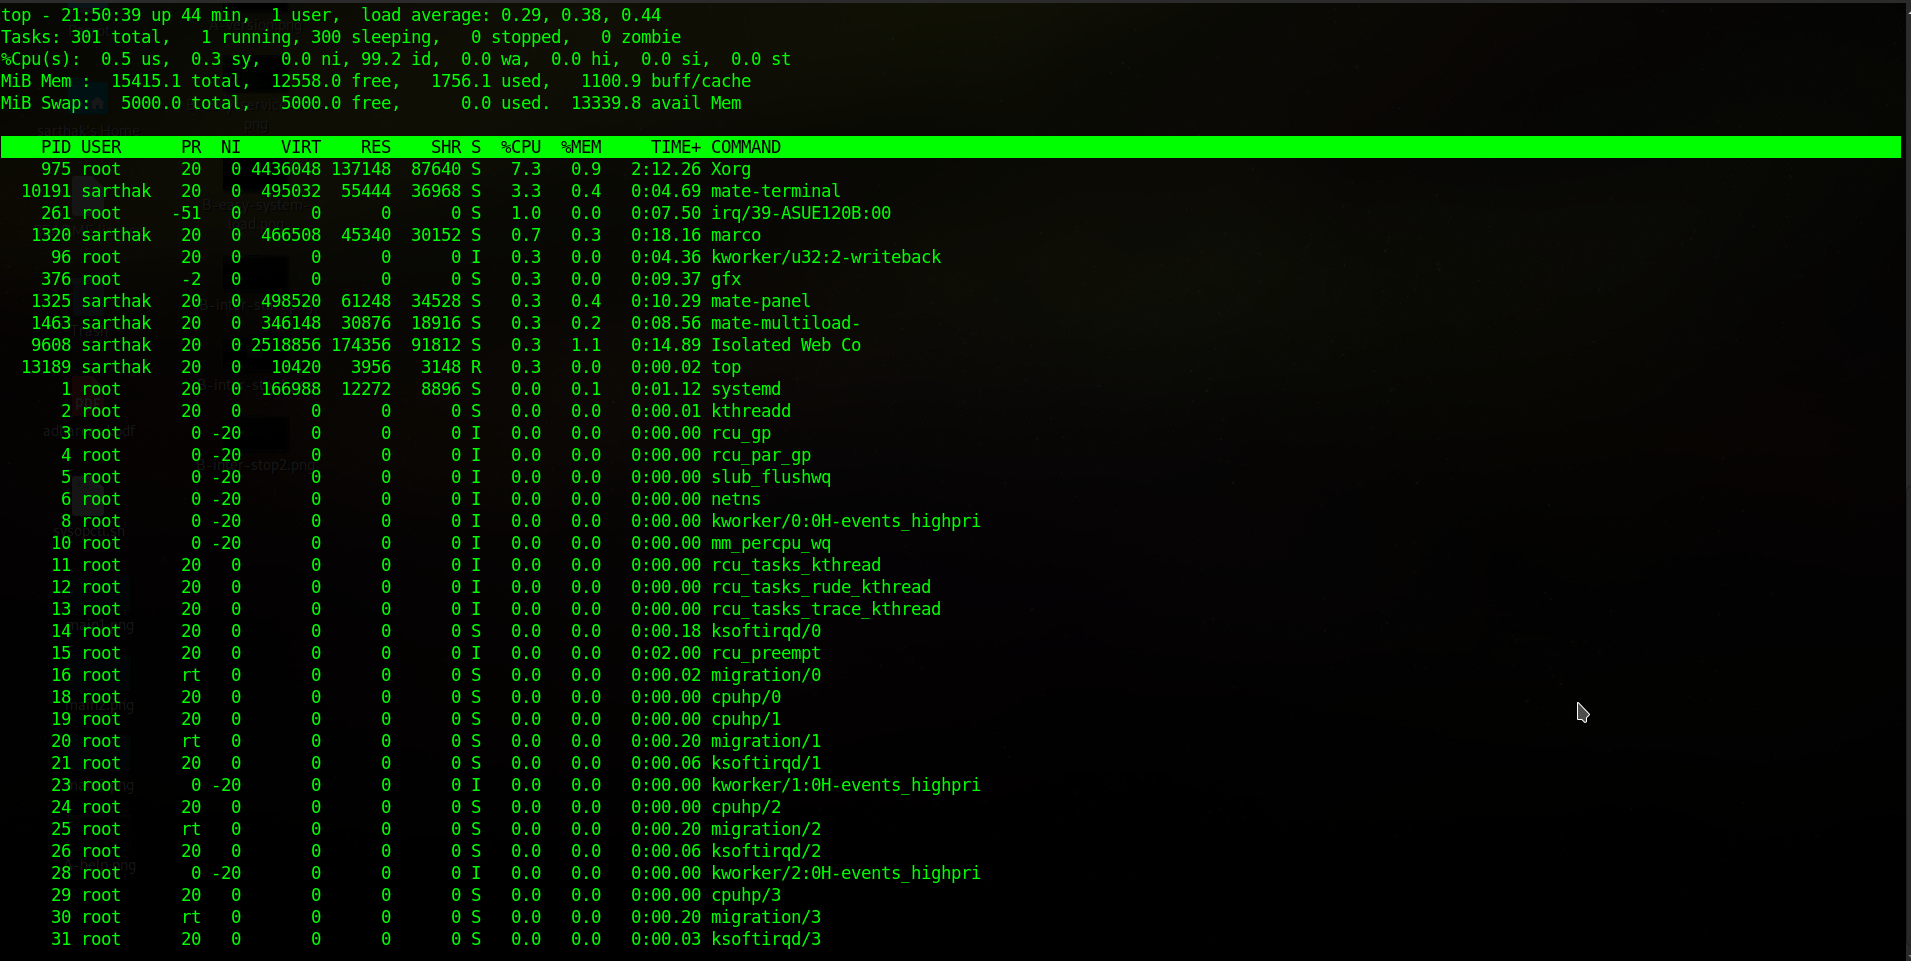 top - 21:50:39 up 44 min,  1 user,  load average: 0.29, 0.38, 0.44
Tasks: 301 total,   1 running, 300 sleeping,   0 stopped,   0 zombie
%Cpu(s):  0.5 us,  0.3 sy,  0.0 ni, 99.2 id,  0.0 wa,  0.0 hi,  0.0 si,  0.0 st
MiB Mem :  15415.1 total,  12558.0 free,   1756.1 used,   1100.9 buff/cache
MiB Swap:   5000.0 total,   5000.0 free,      0.0 used.  13339.8 avail Mem
PID USER      PR  NI    VIRT    RES    SHR S  %CPU  %MEM     TIME+ COMMAND
975 root      20   0 4436048 137148  87640 S   7.3   0.9   2:12.26 Xorg
10191 sarthak   20   0  495032  55444  36968 S   3.3   0.4   0:04.69 mate-terminal
261 root     -51   0       0      0      0 S   1.0   0.0   0:07.50 irq/39-ASUE120B:00
1320 sarthak   20   0  466508  45340  30152 S   0.7   0.3   0:18.16 marco
96 root      20   0       0      0      0 I   0.3   0.0   0:04.36 kworker/u32:2-writeback
376 root      -2   0       0      0      0 S   0.3   0.0   0:09.37 gfx
1325 sarthak   20   0  498520  61248  34528 S   0.3   0.4   0:10.29 mate-panel
1463 sarthak   20   0  346148  30876  18916 S   0.3   0.2   0:08.56 mate-multiload-
9608 sarthak   20   0 2518856 174356  91812 S   0.3   1.1   0:14.89 Isolated Web Co
13189 sarthak   20   0   10420   3956   3148 R   0.3   0.0   0:00.02 top
1 root      20   0  166988  12272   8896 S   0.0   0.1   0:01.12 systemd
2 root      20   0       0      0      0 S   0.0   0.0   0:00.01 kthreadd
3 root       0 -20       0      0      0 I   0.0   0.0   0:00.00 rcu_gp
4 root       0 -20       0      0      0 I   0.0   0.0   0:00.00 rcu_par_gp
5 root       0 -20       0      0      0 I   0.0   0.0   0:00.00 slub_flushwq
6 root       0 -20       0      0      0 I   0.0   0.0   0:00.00 netns
8 root       0 -20       0      0      0 I   0.0   0.0   0:00.00 kworker/0:0H-events_highpri
10 root       0 -20       0      0      0 I   0.0   0.0   0:00.00 mm_percpu_wq
11 root      20   0       0      0      0 I   0.0   0.0   0:00.00 rcu_tasks_kthread
12 root      20   0       0      0      0 I   0.0   0.0   0:00.00 rcu_tasks_rude_kthread
13 root      20   0       0      0      0 I   0.0   0.0   0:00.00 rcu_tasks_trace_kthread
14 root      20   0       0      0      0 S   0.0   0.0   0:00.18 ksoftirqd/0
15 root      20   0       0      0      0 I   0.0   0.0   0:02.00 rcu_preempt
16 root      rt   0       0      0      0 S   0.0   0.0   0:00.02 migration/0
18 root      20   0       0      0      0 S   0.0   0.0   0:00.00 cpuhp/0
19 root      20   0       0      0      0 S   0.0   0.0   0:00.00 cpuhp/1
20 root      rt   0       0      0      0 S   0.0   0.0   0:00.20 migration/1
21 root      20   0       0      0      0 S   0.0   0.0   0:00.06 ksoftirqd/1
23 root       0 -20       0      0      0 I   0.0   0.0   0:00.00 kworker/1:0H-events_highpri
24 root      20   0       0      0      0 S   0.0   0.0   0:00.00 cpuhp/2
25 root      rt   0       0      0      0 S   0.0   0.0   0:00.20 migration/2
26 root      20   0       0      0      0 S   0.0   0.0   0:00.06 ksoftirqd/2
28 root       0 -20       0      0      0 I   0.0   0.0   0:00.00 kworker/2:0H-events_highpri
29 root      20   0       0      0      0 S   0.0   0.0   0:00.00 cpuhp/3
30 root      rt   0       0      0      0 S   0.0   0.0   0:00.20 migration/3
31 root      20   0       0      0      0 S   0.0   0.0   0:00.03 ksoftirqd/3